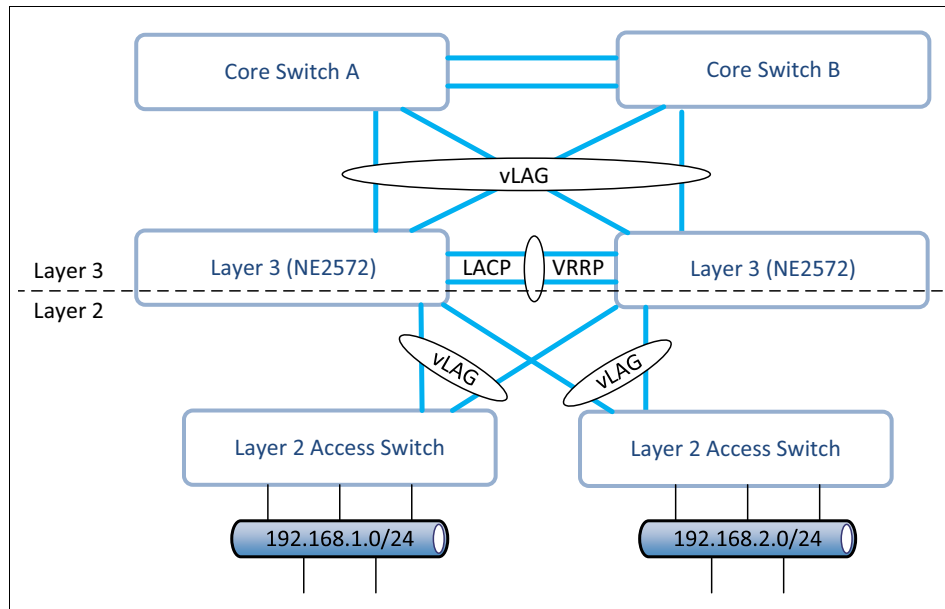 Core Switch A
Core Switch B
vLAG
Layer 3 (NE2572)
LACP
VRRP
Layer 3 (NE2572)
Layer 3
Layer 2
vLAG
vLAG
Layer 2 Access Switch
Layer 2 Access Switch
192.168.1.0/24
192.168.2.0/24